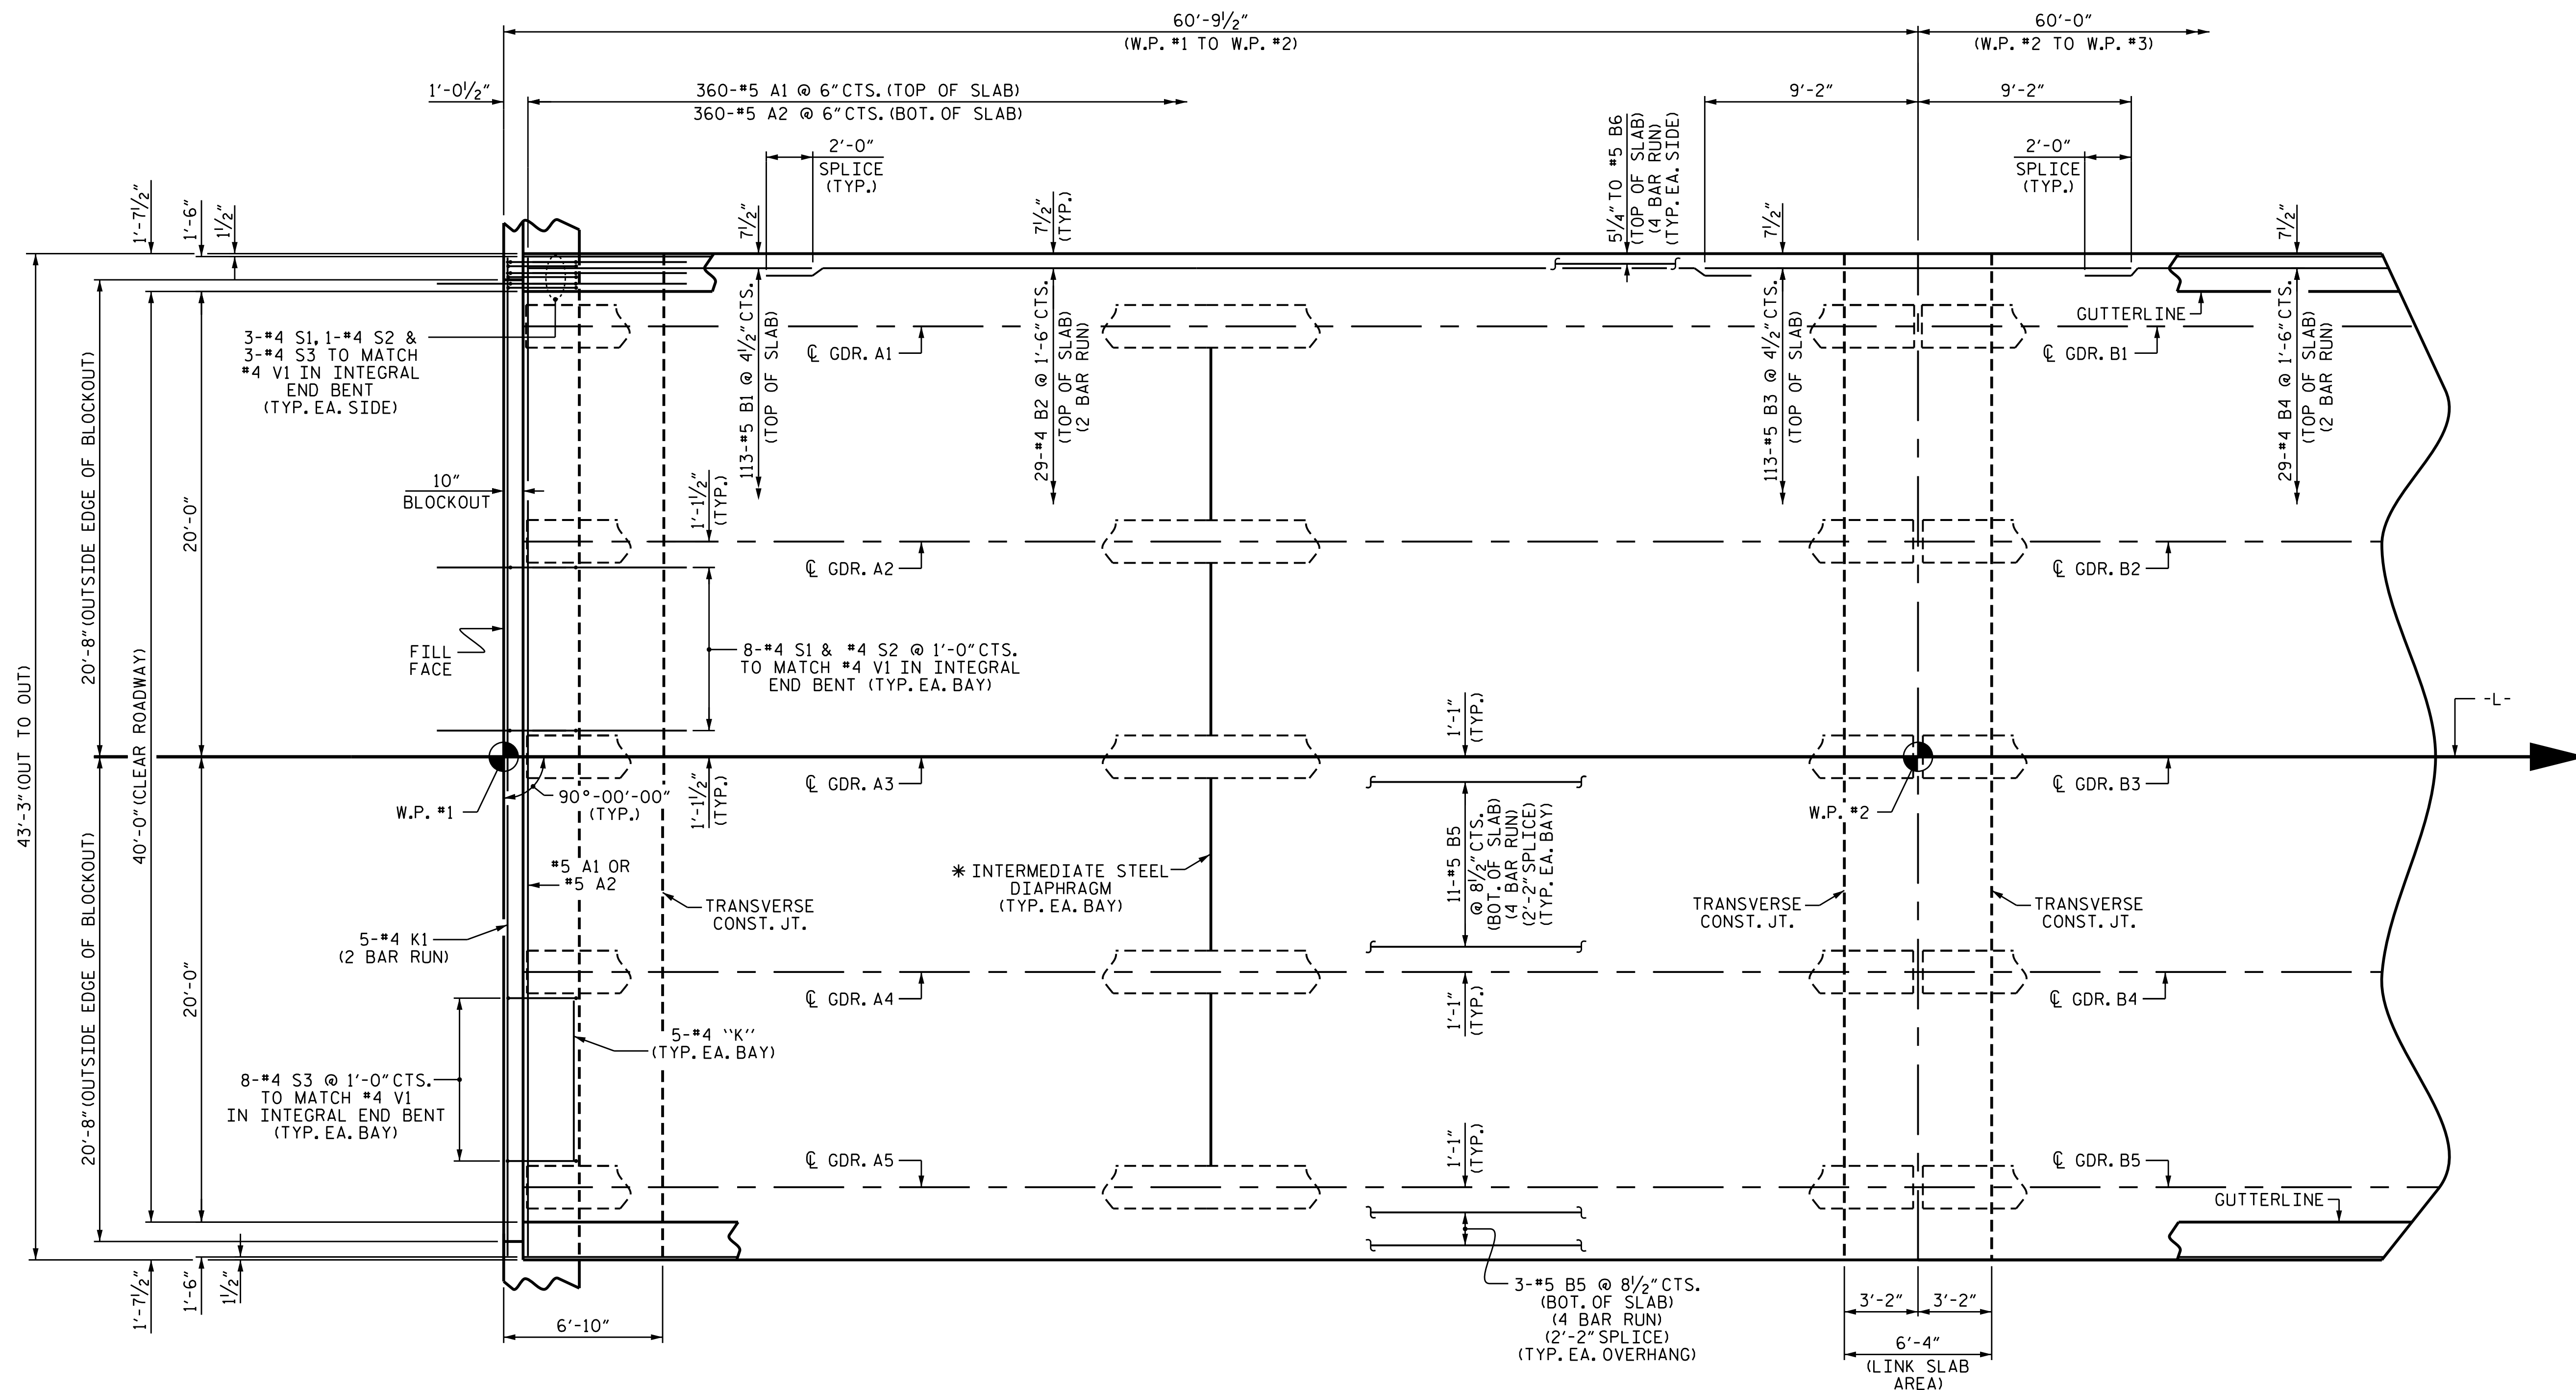 60'-9½"
(W.P. #1 TO W.P. #2)
60'-0"
(W.P. #2 TO W.P. #3)
1'-0½"
360-#5 A1 @ 6"CTS. (TOP OF SLAB)
360-#5 A2 @ 6"CTS. (BOT. OF SLAB)
9'-2"
9'-2"
2'-0"
SPLICE
(TYP.)
5¼"TO #5 B6
(TOP OF SLAB)
(4 BAR RUN)
(TYP. EA. SIDE)
2'-0"
SPLICE
(TYP.)
1'-7½"
1'-6"
1½"
7½"
7½"
(TYP.)
7½"
7½"
GUTTERLINE
3-#4 S1, 1-#4 S2 &
3-#4 S3 TO MATCH
#4 V1 IN INTEGRAL
END BENT
(TYP. EA. SIDE)
℄ GDR. A1
℄ GDR. B1
113-#5 B1 @ 4½"CTS.
(TOP OF SLAB)
29-#4 B2 @ 1'-6"CTS.
(TOP OF SLAB)
(2 BAR RUN)
113-#5 B3 @ 4½"CTS.
(TOP OF SLAB)
29-#4 B4 @ 1'-6"CTS.
(TOP OF SLAB)
(2 BAR RUN)
10"
BLOCKOUT
1'-1½"
(TYP.)
20'-8"(OUTSIDE EDGE OF BLOCKOUT)
20'-0"
℄ GDR. A2
℄ GDR. B2
FILL
FACE
8-#4 S1 & #4 S2 @ 1'-0"CTS.
TO MATCH #4 V1 IN INTEGRAL
END BENT (TYP. EA. BAY)
43'-3"(OUT TO OUT)
40'-0"(CLEAR ROADWAY)
1'-1"
(TYP.)
-L-
W.P. #1
90°-00'-00"
(TYP.)
1'-1½"
(TYP.)
℄ GDR. A3
W.P. #2
℄ GDR. B3
11-#5 B5
@ 8½"CTS.
(BOT. OF SLAB)
(4 BAR RUN)
(2'-2"SPLICE)
(TYP. EA. BAY)
#5 A1 OR
#5 A2
TRANSVERSE
CONST. JT.
* INTERMEDIATE STEEL
DIAPHRAGM
(TYP. EA. BAY)
TRANSVERSE
CONST. JT.
TRANSVERSE
CONST. JT.
5-#4 K1
(2 BAR RUN)
20'-8"(OUTSIDE EDGE OF BLOCKOUT)
20'-0"
℄ GDR. A4
1'-1"
(TYP.)
℄ GDR. B4
5-#4 ``K''
(TYP. EA. BAY)
8-#4 S3 @ 1'-0"CTS.
TO MATCH #4 V1
IN INTEGRAL END BENT
(TYP. EA. BAY)
℄ GDR. A5
1'-1"
(TYP.)
℄ GDR. B5
GUTTERLINE
1'-7½"
1'-6"
1½"
6'-10"
3-#5 B5 @ 8½"CTS.
(BOT. OF SLAB)
(4 BAR RUN)
(2'-2"SPLICE)
(TYP. EA. OVERHANG)
3'-2"
3'-2"
6'-4"
(LINK SLAB
AREA)